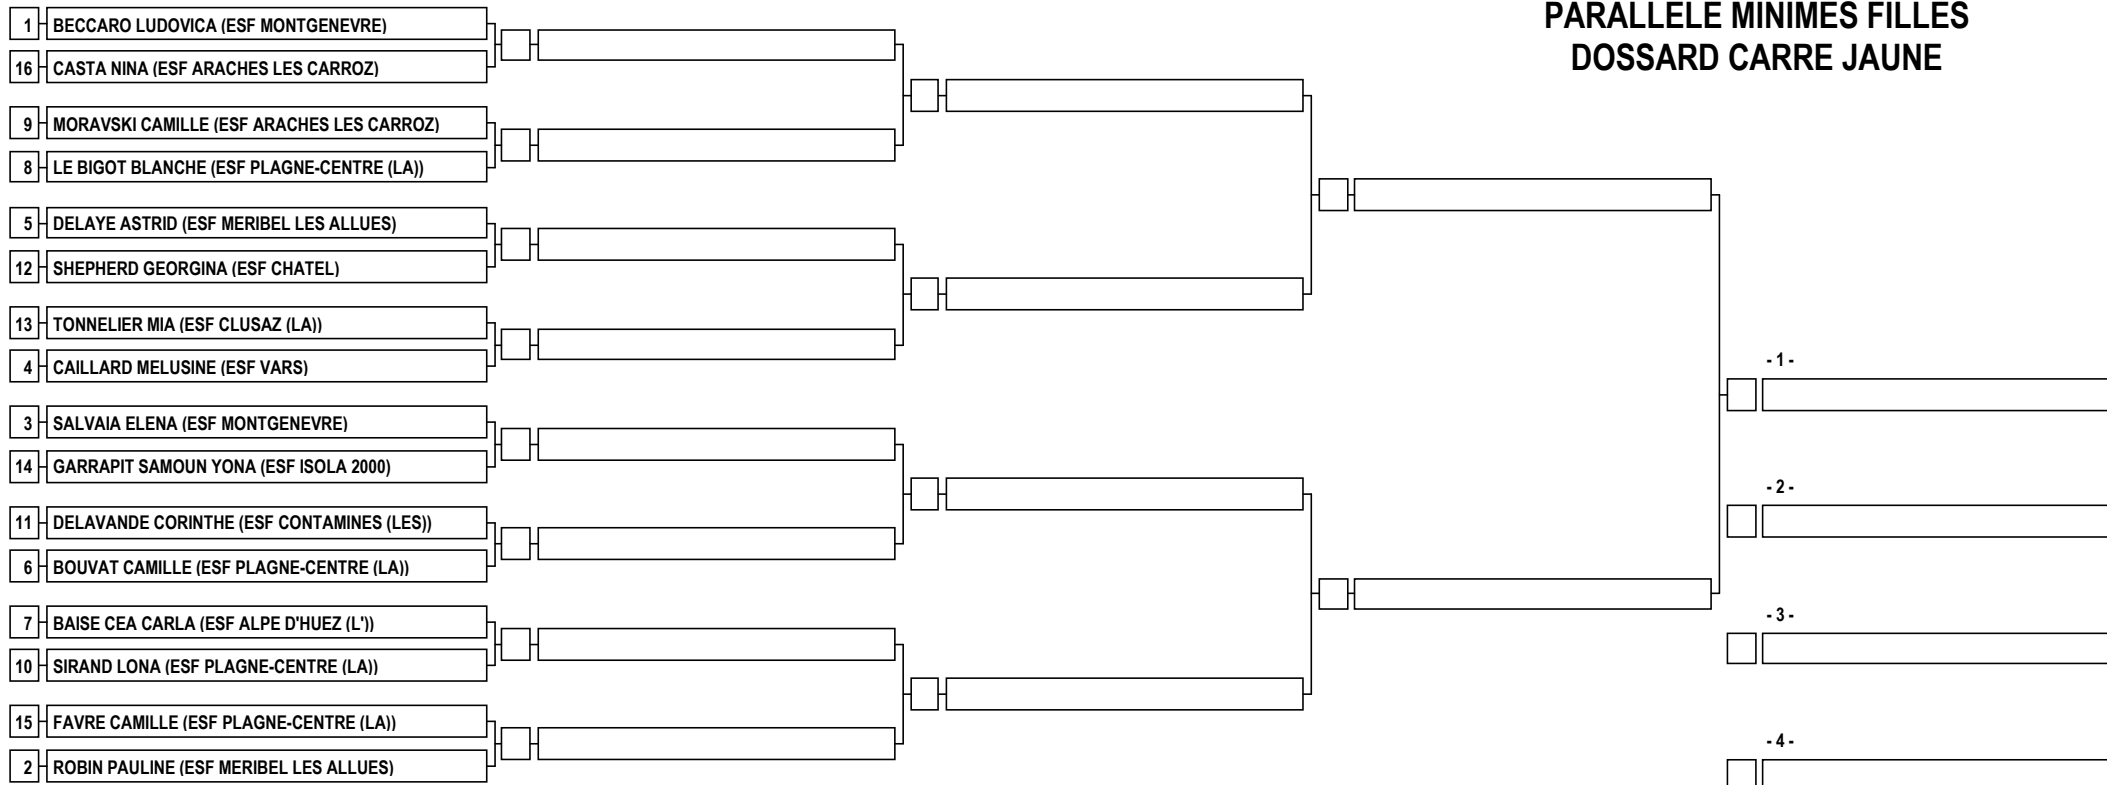 PARALLELE MINIMES FILLES
DOSSARD CARRE JAUNE
1 BECCARO LUDOVICA (ESF MONTGENEVRE)
16 CASTA NINA (ESF ARACHES LES CARROZ)
9 MORAVSKI CAMILLE (ESF ARACHES LES CARROZ)
8 LE BIGOT BLANCHE (ESF PLAGNE-CENTRE (LA))
5 DELAYE ASTRID (ESF MERIBEL LES ALLUES)
12 SHEPHERD GEORGINA (ESF CHATEL)
13 TONNELIER MIA (ESF CLUSAZ (LA))
4 CAILLARD MELUSINE (ESF VARS)
3 SALVAIA ELENA (ESF MONTGENEVRE)
14 GARRAPIT SAMOUN YONA (ESF ISOLA 2000)
11 DELAVANDE CORINTHE (ESF CONTAMINES (LES))
6 BOUVAT CAMILLE (ESF PLAGNE-CENTRE (LA))
7 BAISE CEA CARLA (ESF ALPE D'HUEZ (L'))
10 SIRAND LONA (ESF PLAGNE-CENTRE (LA))
15 FAVRE CAMILLE (ESF PLAGNE-CENTRE (LA))
2 ROBIN PAULINE (ESF MERIBEL LES ALLUES)
- 1 -
- 2 -
- 3 -
- 4 -